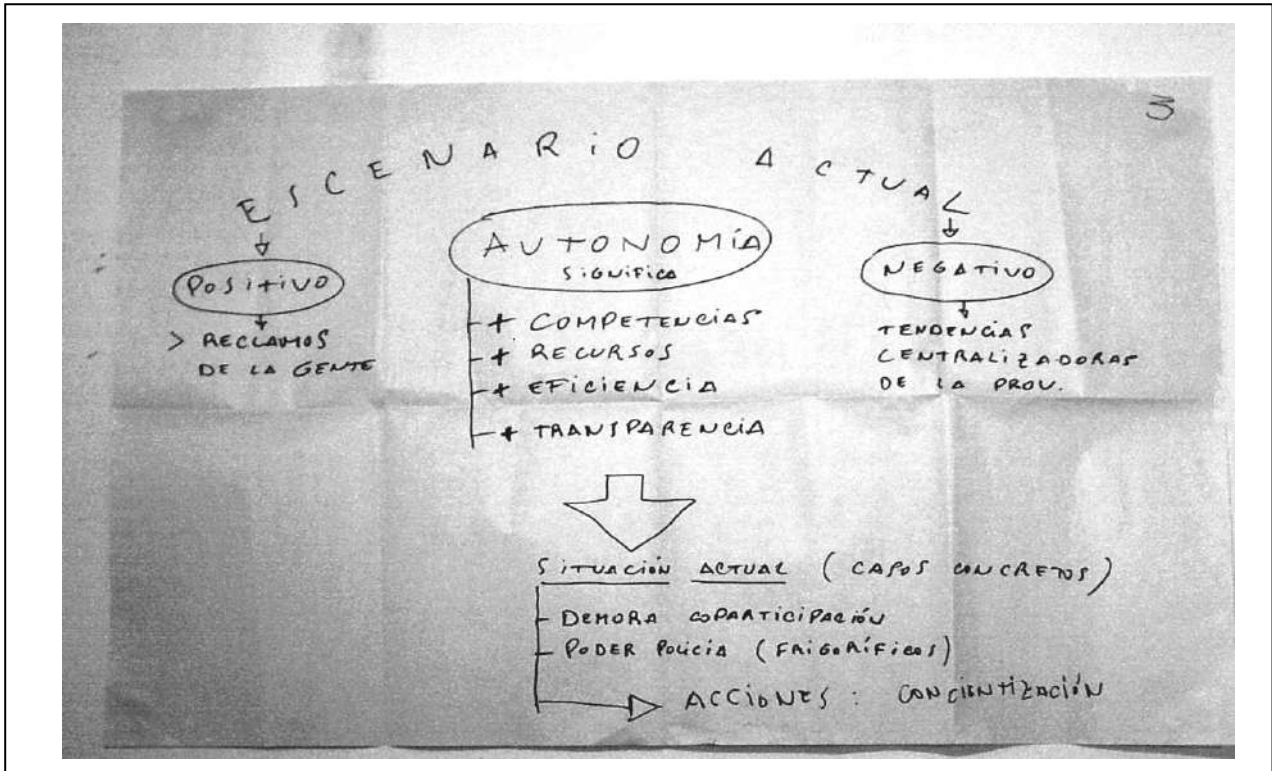 3
ESCENARiO ACTUAL
POSitiVO
> RECLAMOS
DE LA GENTE
AUTONOMÍA
SiGNiFiCA
+ COMPETENCiAS
+ RECURSOS
+ EFiCiENCiA
+ TRANSPARENCiA
NEGATiVO
TENDENCiAS
CENTRALiZADORAS
DE LA PROV.
SiTUACiÓN ACTUAL (CASOS CONCRETOS)
DEMORA COPARTiCiPACiÓN
PODER POLiCÍA (FRiGORÍFiCOS)
ACCiONES : CONCiENTiZACiÓN